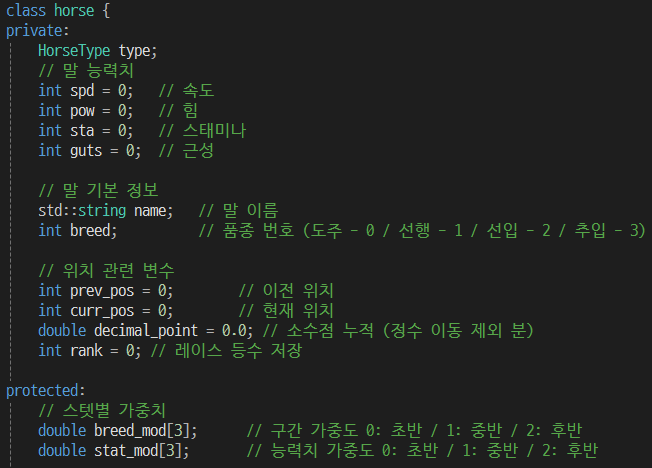 class horse {
private:
    HorseType type;
    // 말 능력치
    int spd = 0;   // 속도
    int pow = 0;   // 힘
    int sta = 0;   // 스태미나
    int guts = 0;  // 근성

    // 말 기본 정보
    std::string name;   // 말 이름
    int breed;          // 품종 번호 (도주 - 0 / 선행 - 1 / 선입 - 2 / 추입 - 3)

    // 위치 관련 변수
    int prev_pos = 0;        // 이전 위치
    int curr_pos = 0;        // 현재 위치
    double decimal_point = 0.0; // 소수점 누적 (정수 이동 제외 분)
    int rank = 0; // 레이스 등수 저장

protected:
    // 스텟별 가중치
    double breed_mod[3];      // 구간 가중도 0: 초반 / 1: 중반 / 2: 후반
    double stat_mod[3];       // 능력치 가중도 0: 초반 / 1: 중반 / 2: 후반